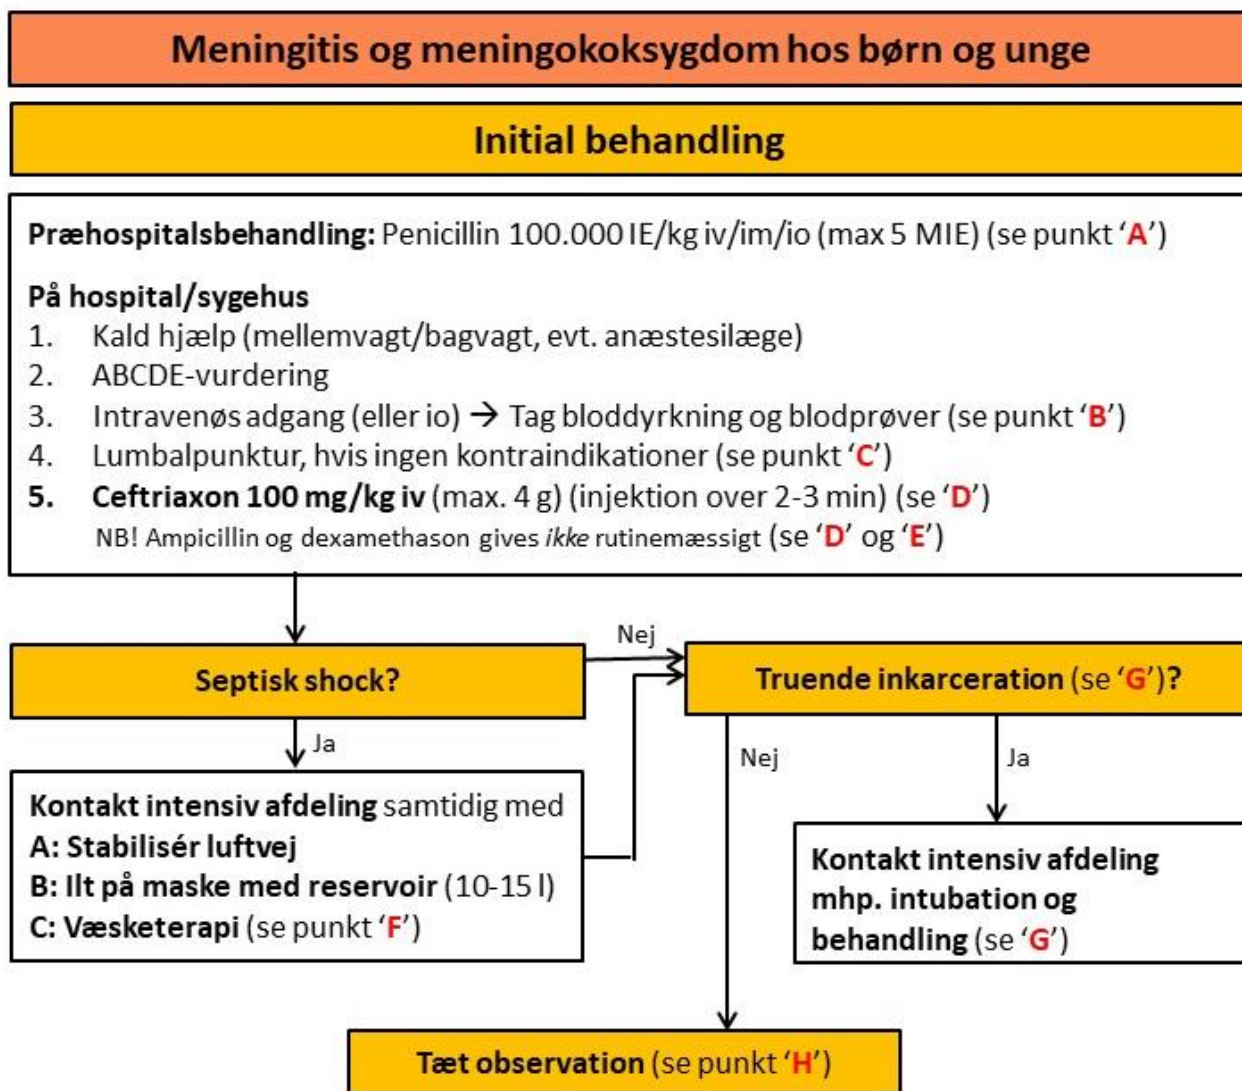 Meningitis og meningokoksygdom hos børn og unge
Initial behandling
Præhospitalsbehandling: Penicillin 100.000 IE/kg iv/im/io (max 5 MIE) (se punkt ‘A’)
På hospital/sygehus
1. Kald hjælp (mellemvagt/bagvagt, evt. anæstesilæge)
2. ABCDE-vurdering
3. Intravenøs adgang (eller io) → Tag bloddyrkning og blodprøver (se punkt ‘B’)
4. Lumbalpunktur, hvis ingen kontraindikationer (se punkt ‘C’)
5. Ceftriaxon 100 mg/kg iv (max. 4 g) (injektion over 2-3 min) (se ‘D’)
NB! Ampicillin og dexamethason gives ikke rutinemæssigt (se ‘D’ og ‘E’)
Septisk shock?
Nej
Truende inkarceration (se ‘G’)?
Ja
Kontakt intensiv afdeling samtidig med
A: Stabilisér luftvej
B: Ilt på maske med reservoir (10-15 l)
C: Væsketerapi (se punkt ‘F’)
Nej
Ja
Kontakt intensiv afdeling
mhp. intubation og
behandling (se ‘G’)
Tæt observation (se punkt ‘H’)